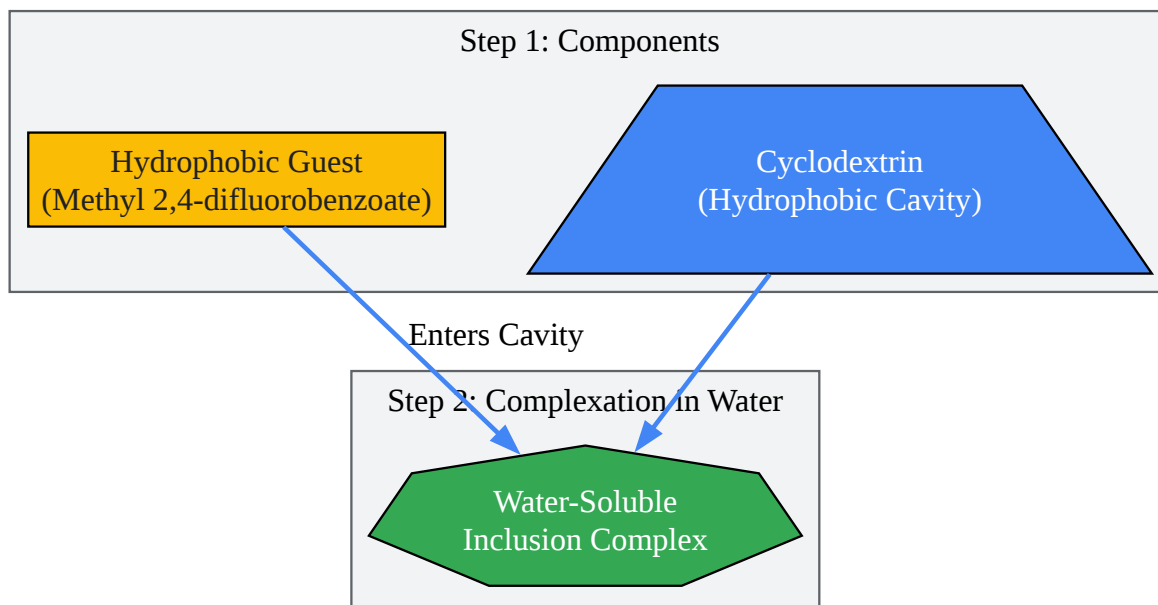 Step 1: Components
Hydrophobic Guest
(Methyl 2,4-difluorobenzoate)
Cyclodextrin
(Hydrophobic Cavity)
Enters Cavity
Step 2: Complexation in Water
Water-Soluble
Inclusion Complex